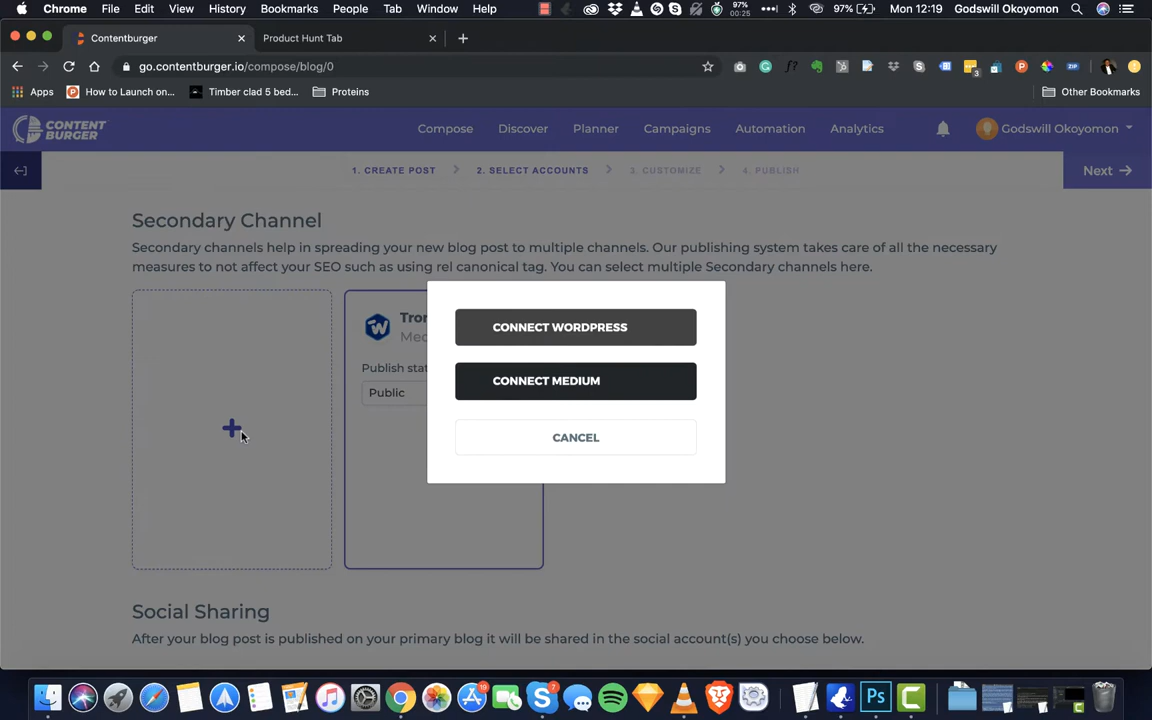 Chrome File Edit View History Bookmarks People Tab Window Help 97% 00:25 97% Mon 12:19 Godswill Okoyomon
Contentburger Product Hunt Tab
go.contentburger.io/compose/blog/0
Apps How to Launch on... Timber clad 5 bed... Proteins Other Bookmarks
CONTENT BURGER Compose Discover Planner Campaigns Automation Analytics Godswill Okoyomon
1. CREATE POST 2. SELECT ACCOUNTS 3. CUSTOMIZE 4. PUBLISH Next
Secondary Channel
Secondary channels help in spreading your new blog post to multiple channels. Our publishing system takes care of all the necessary
measures to not affect your SEO such as using rel canonical tag. You can select multiple Secondary channels here.
CONNECT WORDPRESS
CONNECT MEDIUM
CANCEL
Public
Social Sharing
After your blog post is published on your primary blog it will be shared in the social account(s) you choose below.